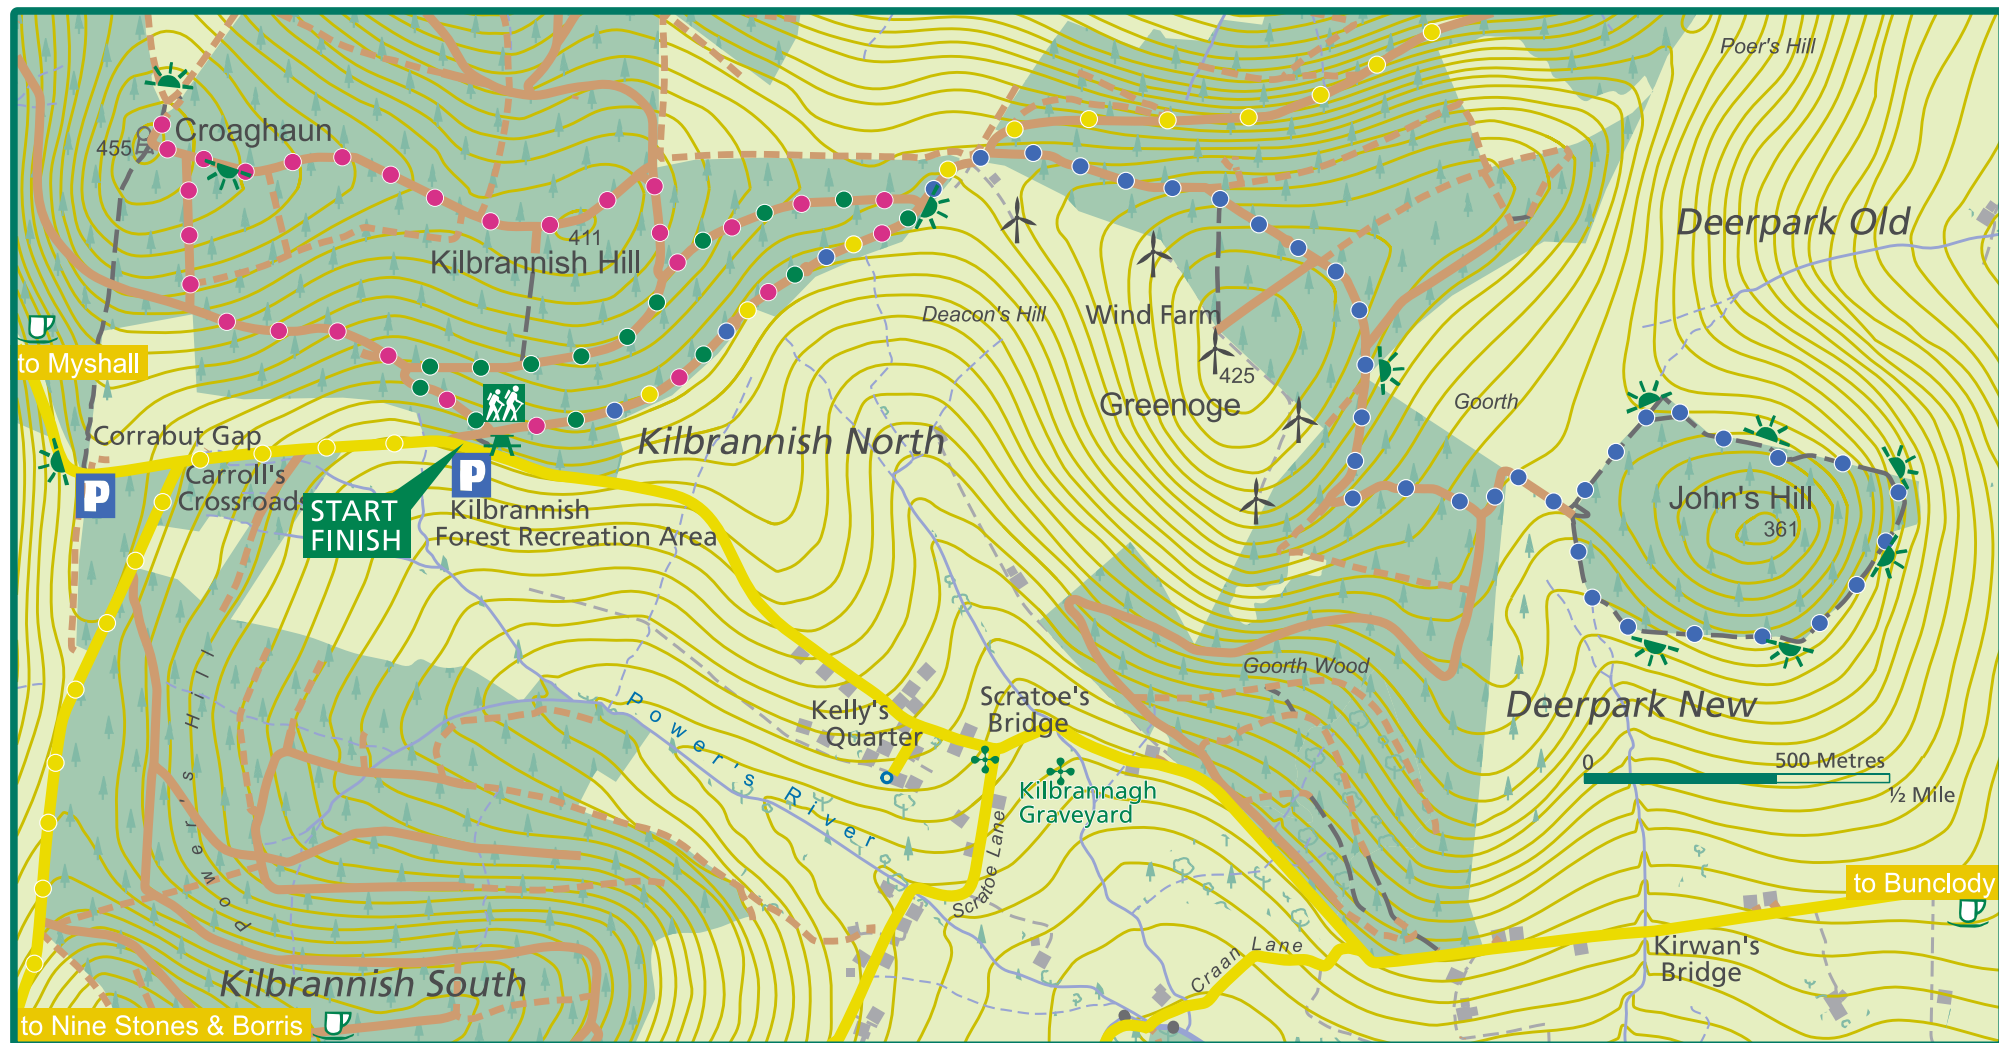 Poer's Hill
Croaghaun
455
Deerpark Old
411
Kilbrannish Hill
Deacon's Hill
Wind Farm
to Myshall
425
Greenoge
Goorth
Corrabut Gap
Kilbrannish North
Carroll's
Crossroads
P
P
START
FINISH
Kilbrannish
Forest Recreation Area
John's Hill
361
Power's Hill
Goorth Wood
Power's River
Kelly's
Quarter
Scratoe's
Bridge
Deerpark New
0
500 Metres
½ Mile
Kilbrannagh
Graveyard
Scratoe Lane
to Bunclody
Craan Lane
Kirwan's
Bridge
Kilbrannish South
to Nine Stones & Borris